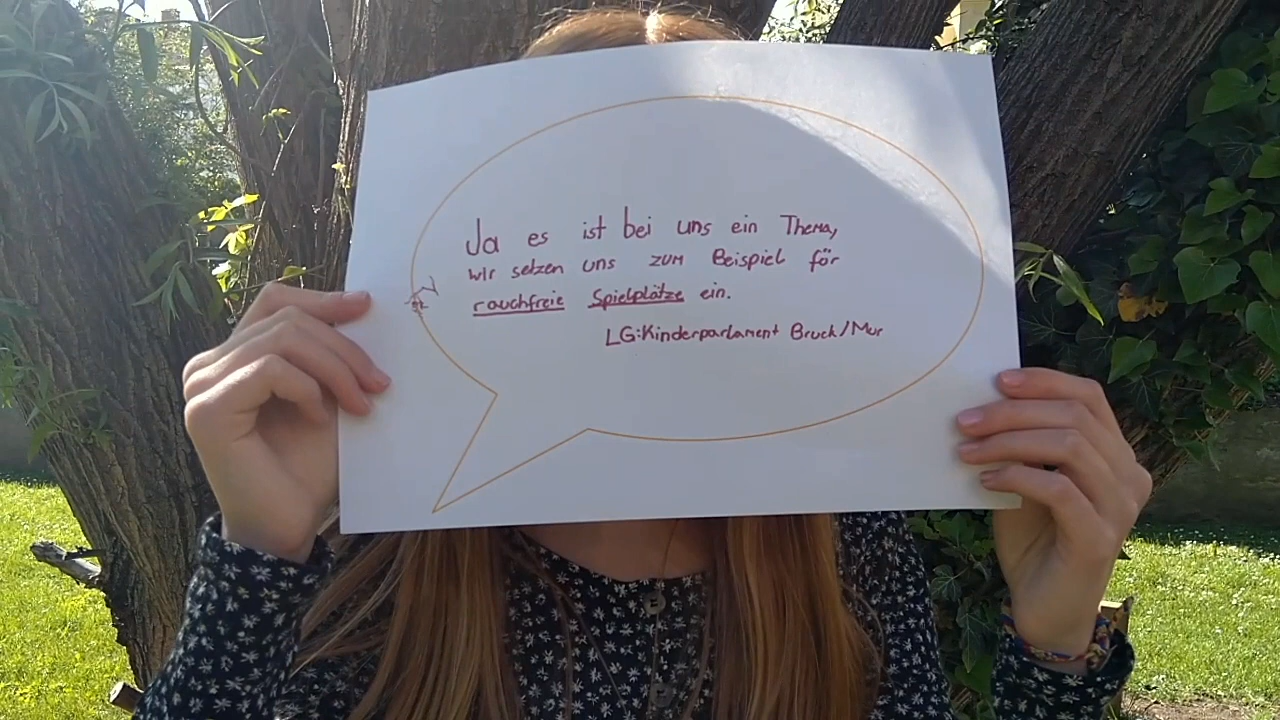 Ja es ist bei uns ein Thema,
wir setzen uns zum Beispiel för
rauchfreie Spielplätze ein.
LG:Kinderparlament Bruck/Mur